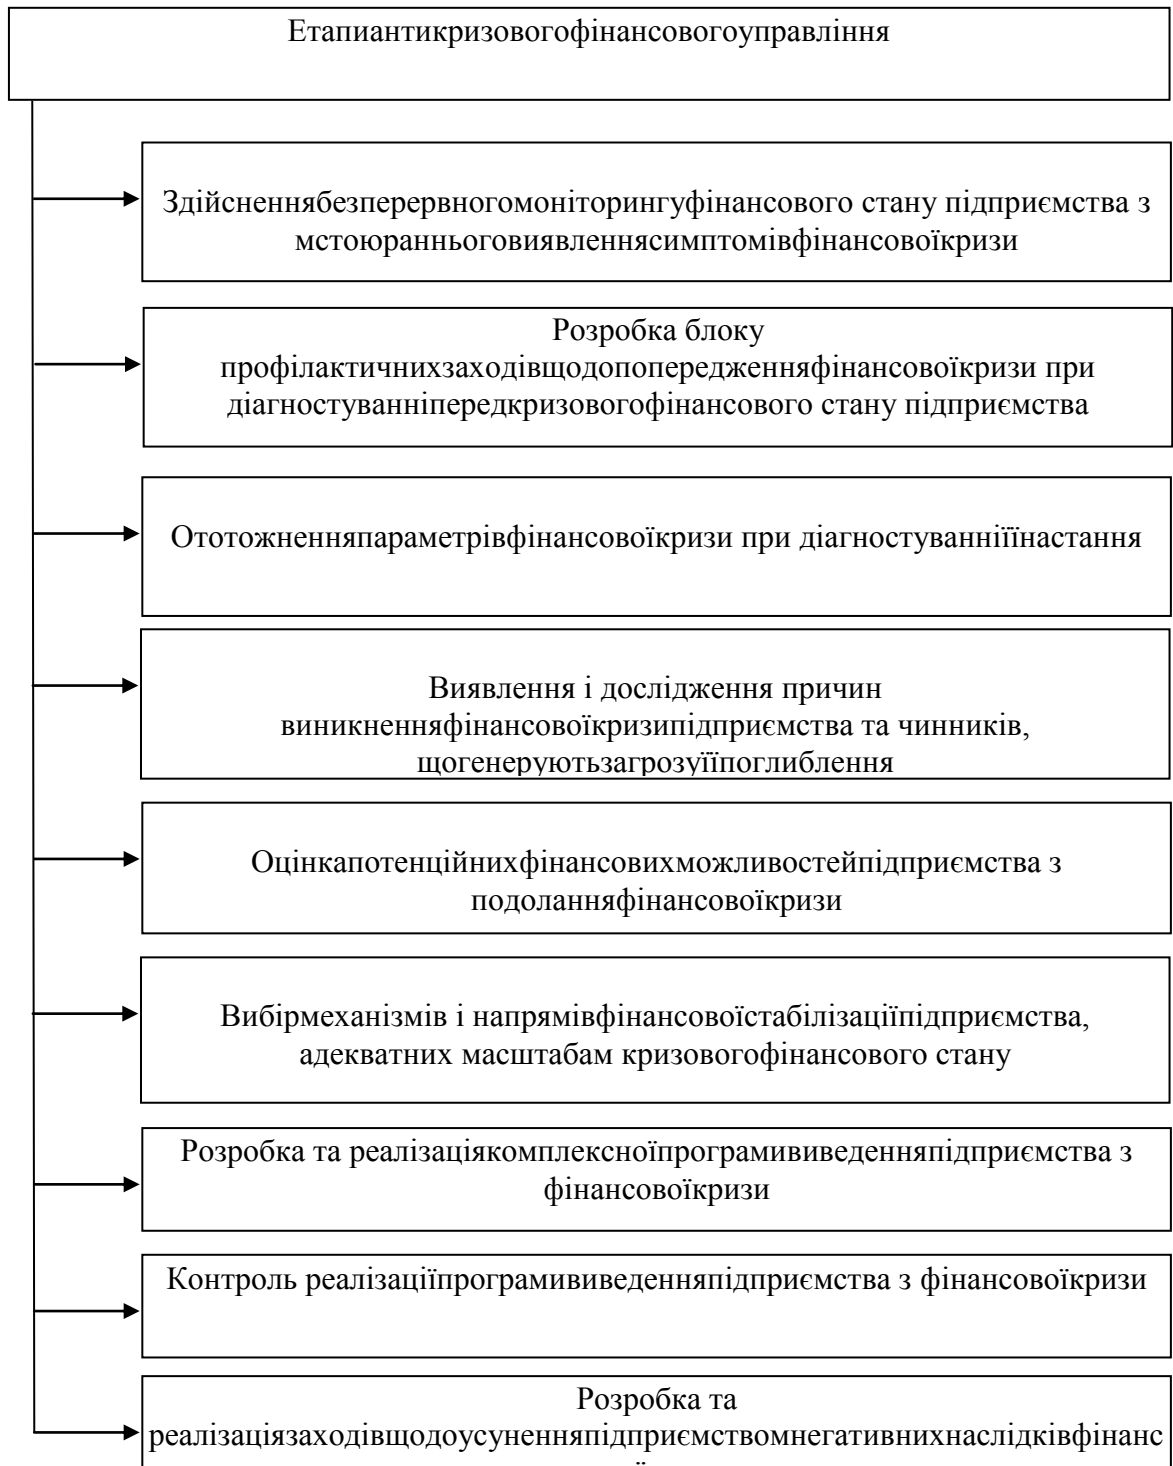 Етапиантикризовогофінансовогоуправління
Здійсненнябезперервногомоніторингуфінансового стану підприємства з
мстоюранньоговиявленнясимптомівфінансовоїкризи
Розробка блоку
профілактичнихзаходівщодопопередженняфінансовоїкризи при
діагностуванніпередкризовогофінансового стану підприємства
Ототожненняпараметрівфінансовоїкризи при діагностуванніїїнастання
Виявлення і дослідження причин
виникненняфінансовоїкризипідприємства та чинників,
щогенеруютьзагрозуїїпоглиблення
Оцінкапотенційнихфінансовихможливостейпідприємства з
подоланняфінансовоїкризи
Вибірмеханізмів і напрямівфінансовоїстабілізаціїпідприємства,
адекватних масштабам кризовогофінансового стану
Розробка та реалізаціякомплексноїпрограмививеденняпідприємства з
фінансовоїкризи
Контроль реалізаціїпрограмививеденняпідприємства з фінансовоїкризи
Розробка та
реалізаціязаходівщодоусуненняпідприємствомнегативнихнаслідківфінанс